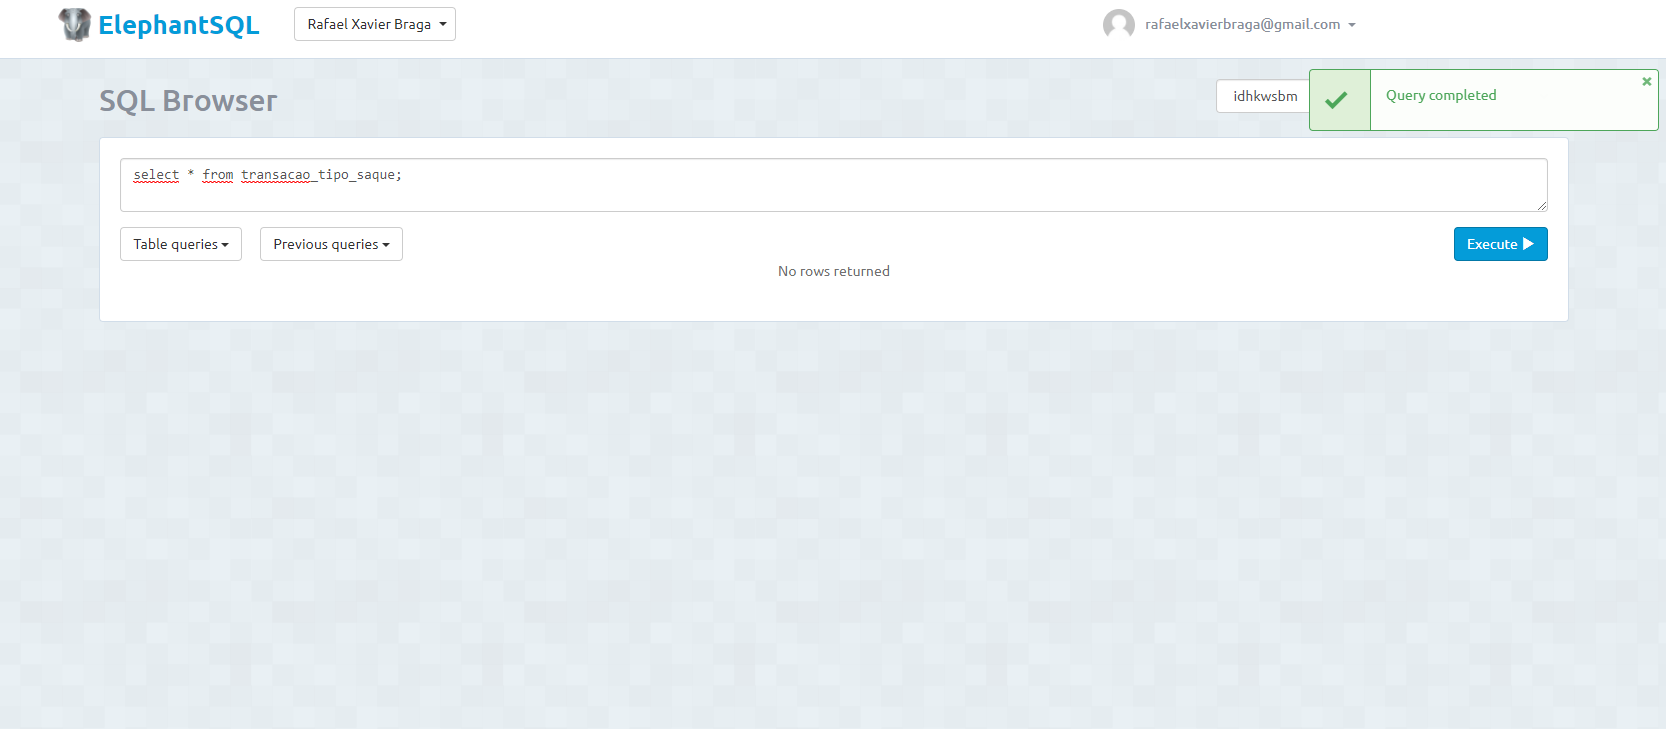 ElephantSQL
Rafael Xavier Braga
rafaelxavierbraga@gmail.com
SQL Browser
idhkwsbm
Query completed
select * from transacao_tipo_saque;
Table queries
Previous queries
Execute
No rows returned